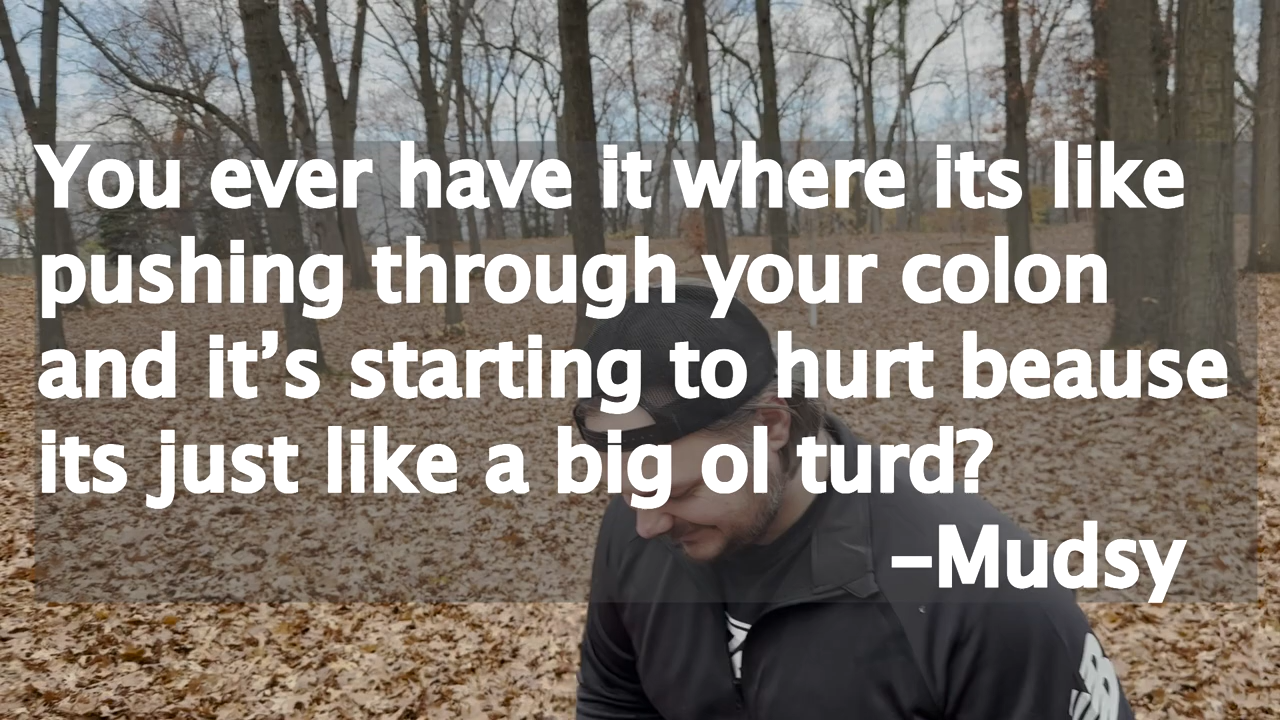 You ever have it where its like
pushing through your colon
and it’s starting to hurt beause
its just like a big ol turd?
–Mudsy